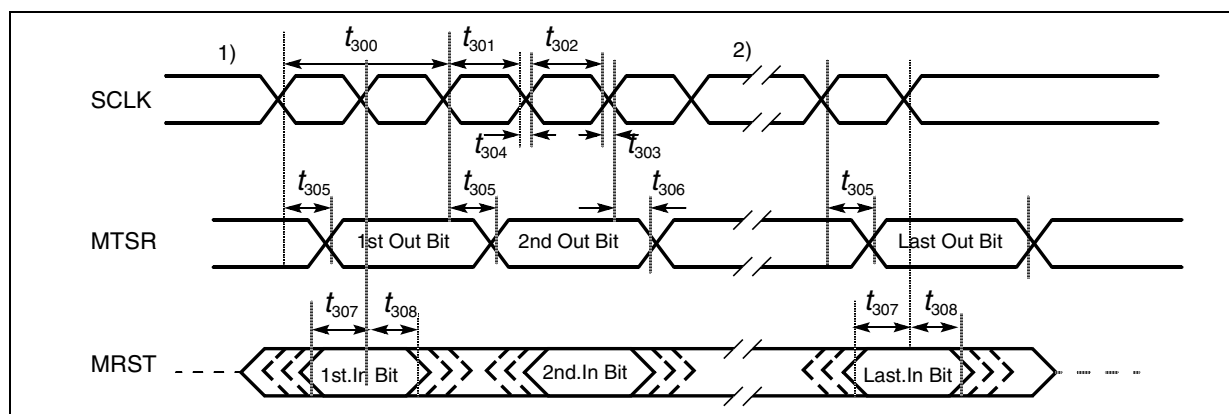 1) t300 t301 t302 2)
SCLK
t304 t303
t305 t305 t306 t305
MTSR 1st Out Bit 2nd Out Bit Last Out Bit
t307 t308 t307 t308
MRST 1st.In Bit 2nd.In Bit Last.In Bit